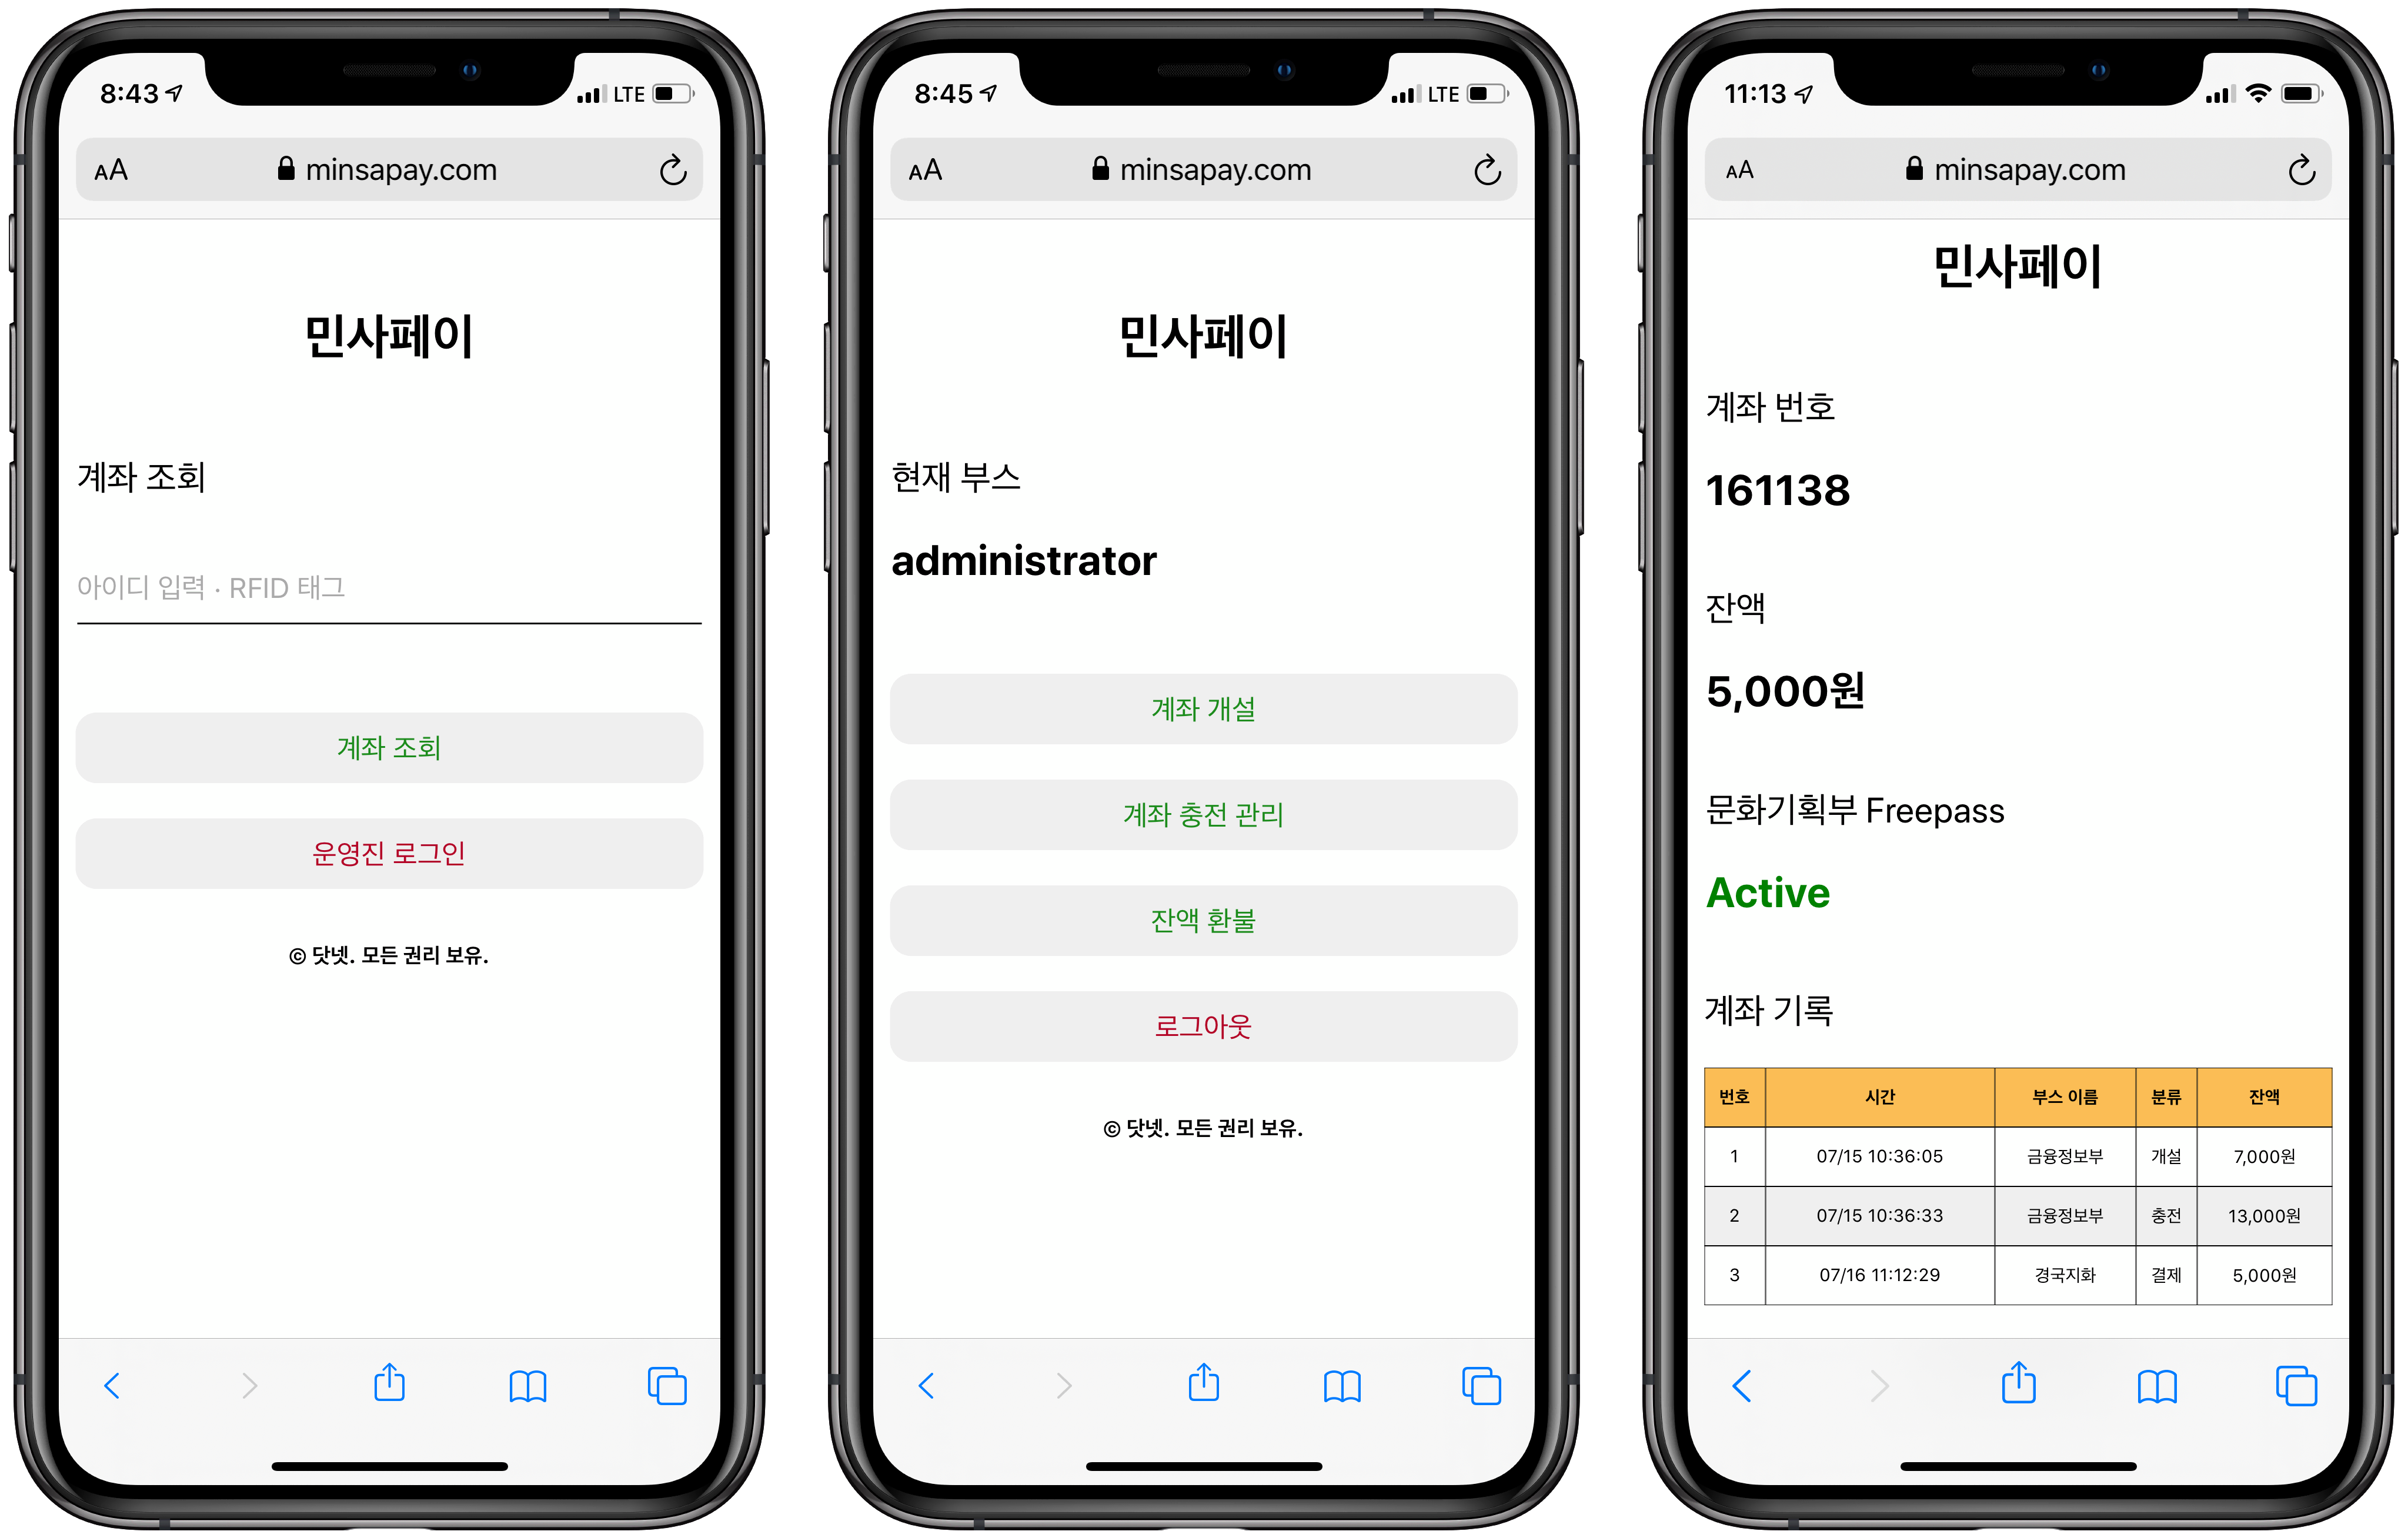 8:43 LTE
AA minsapay.com
민사페이
계좌 조회
아이디 입력 · RFID 태그
계좌 조회
운영진 로그인
© 닷넷. 모든 권리 보유.
8:45 LTE
AA minsapay.com
민사페이
현재 부스
administrator
계좌 개설
계좌 충전 관리
잔액 환불
로그아웃
© 닷넷. 모든 권리 보유.
11:13
AA minsapay.com
민사페이
계좌 번호
161138
잔액
5,000원
문화기획부 Freepass
Active
계좌 기록
번호 시간 부스 이름 분류 잔액
1 07/15 10:36:05 금융정보부 개설 7,000원
2 07/15 10:36:33 금융정보부 충전 13,000원
3 07/16 11:12:29 경국지화 결제 5,000원